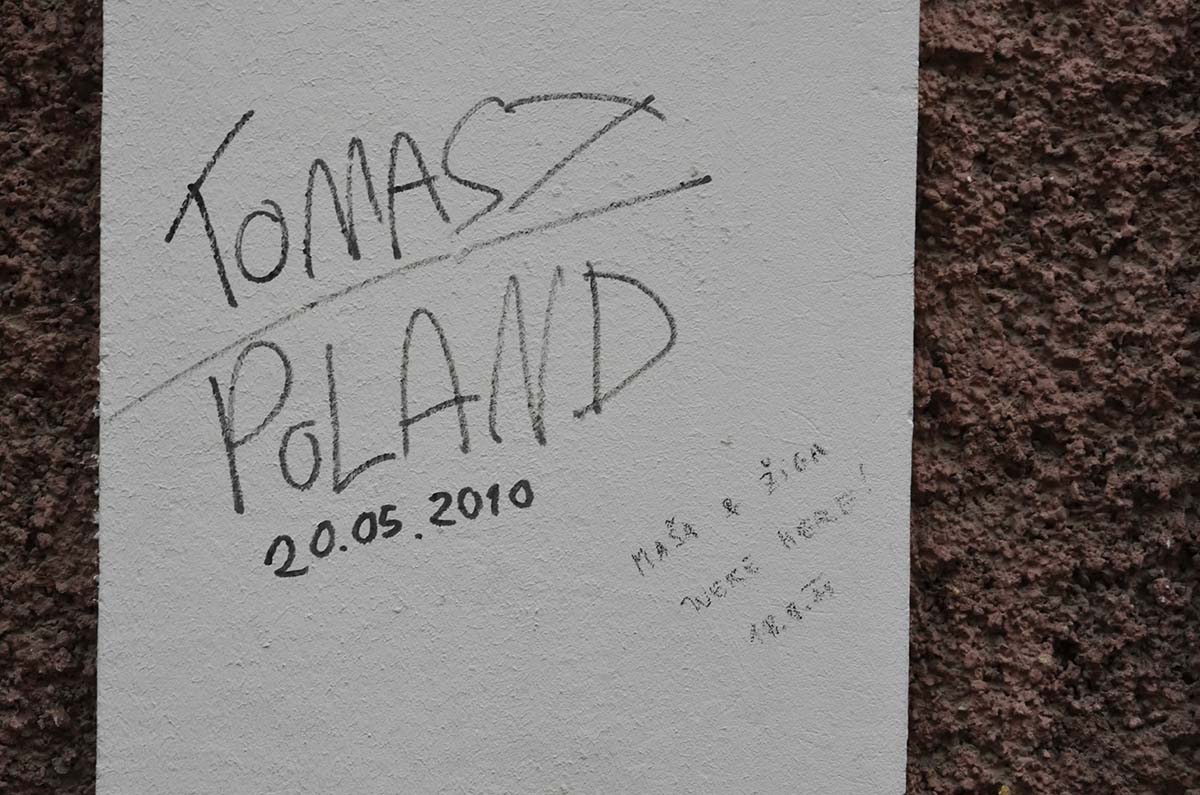 TOMASZ
POLAND
20.05.2010
MAŠA & ŽIGA
WERE HERE!